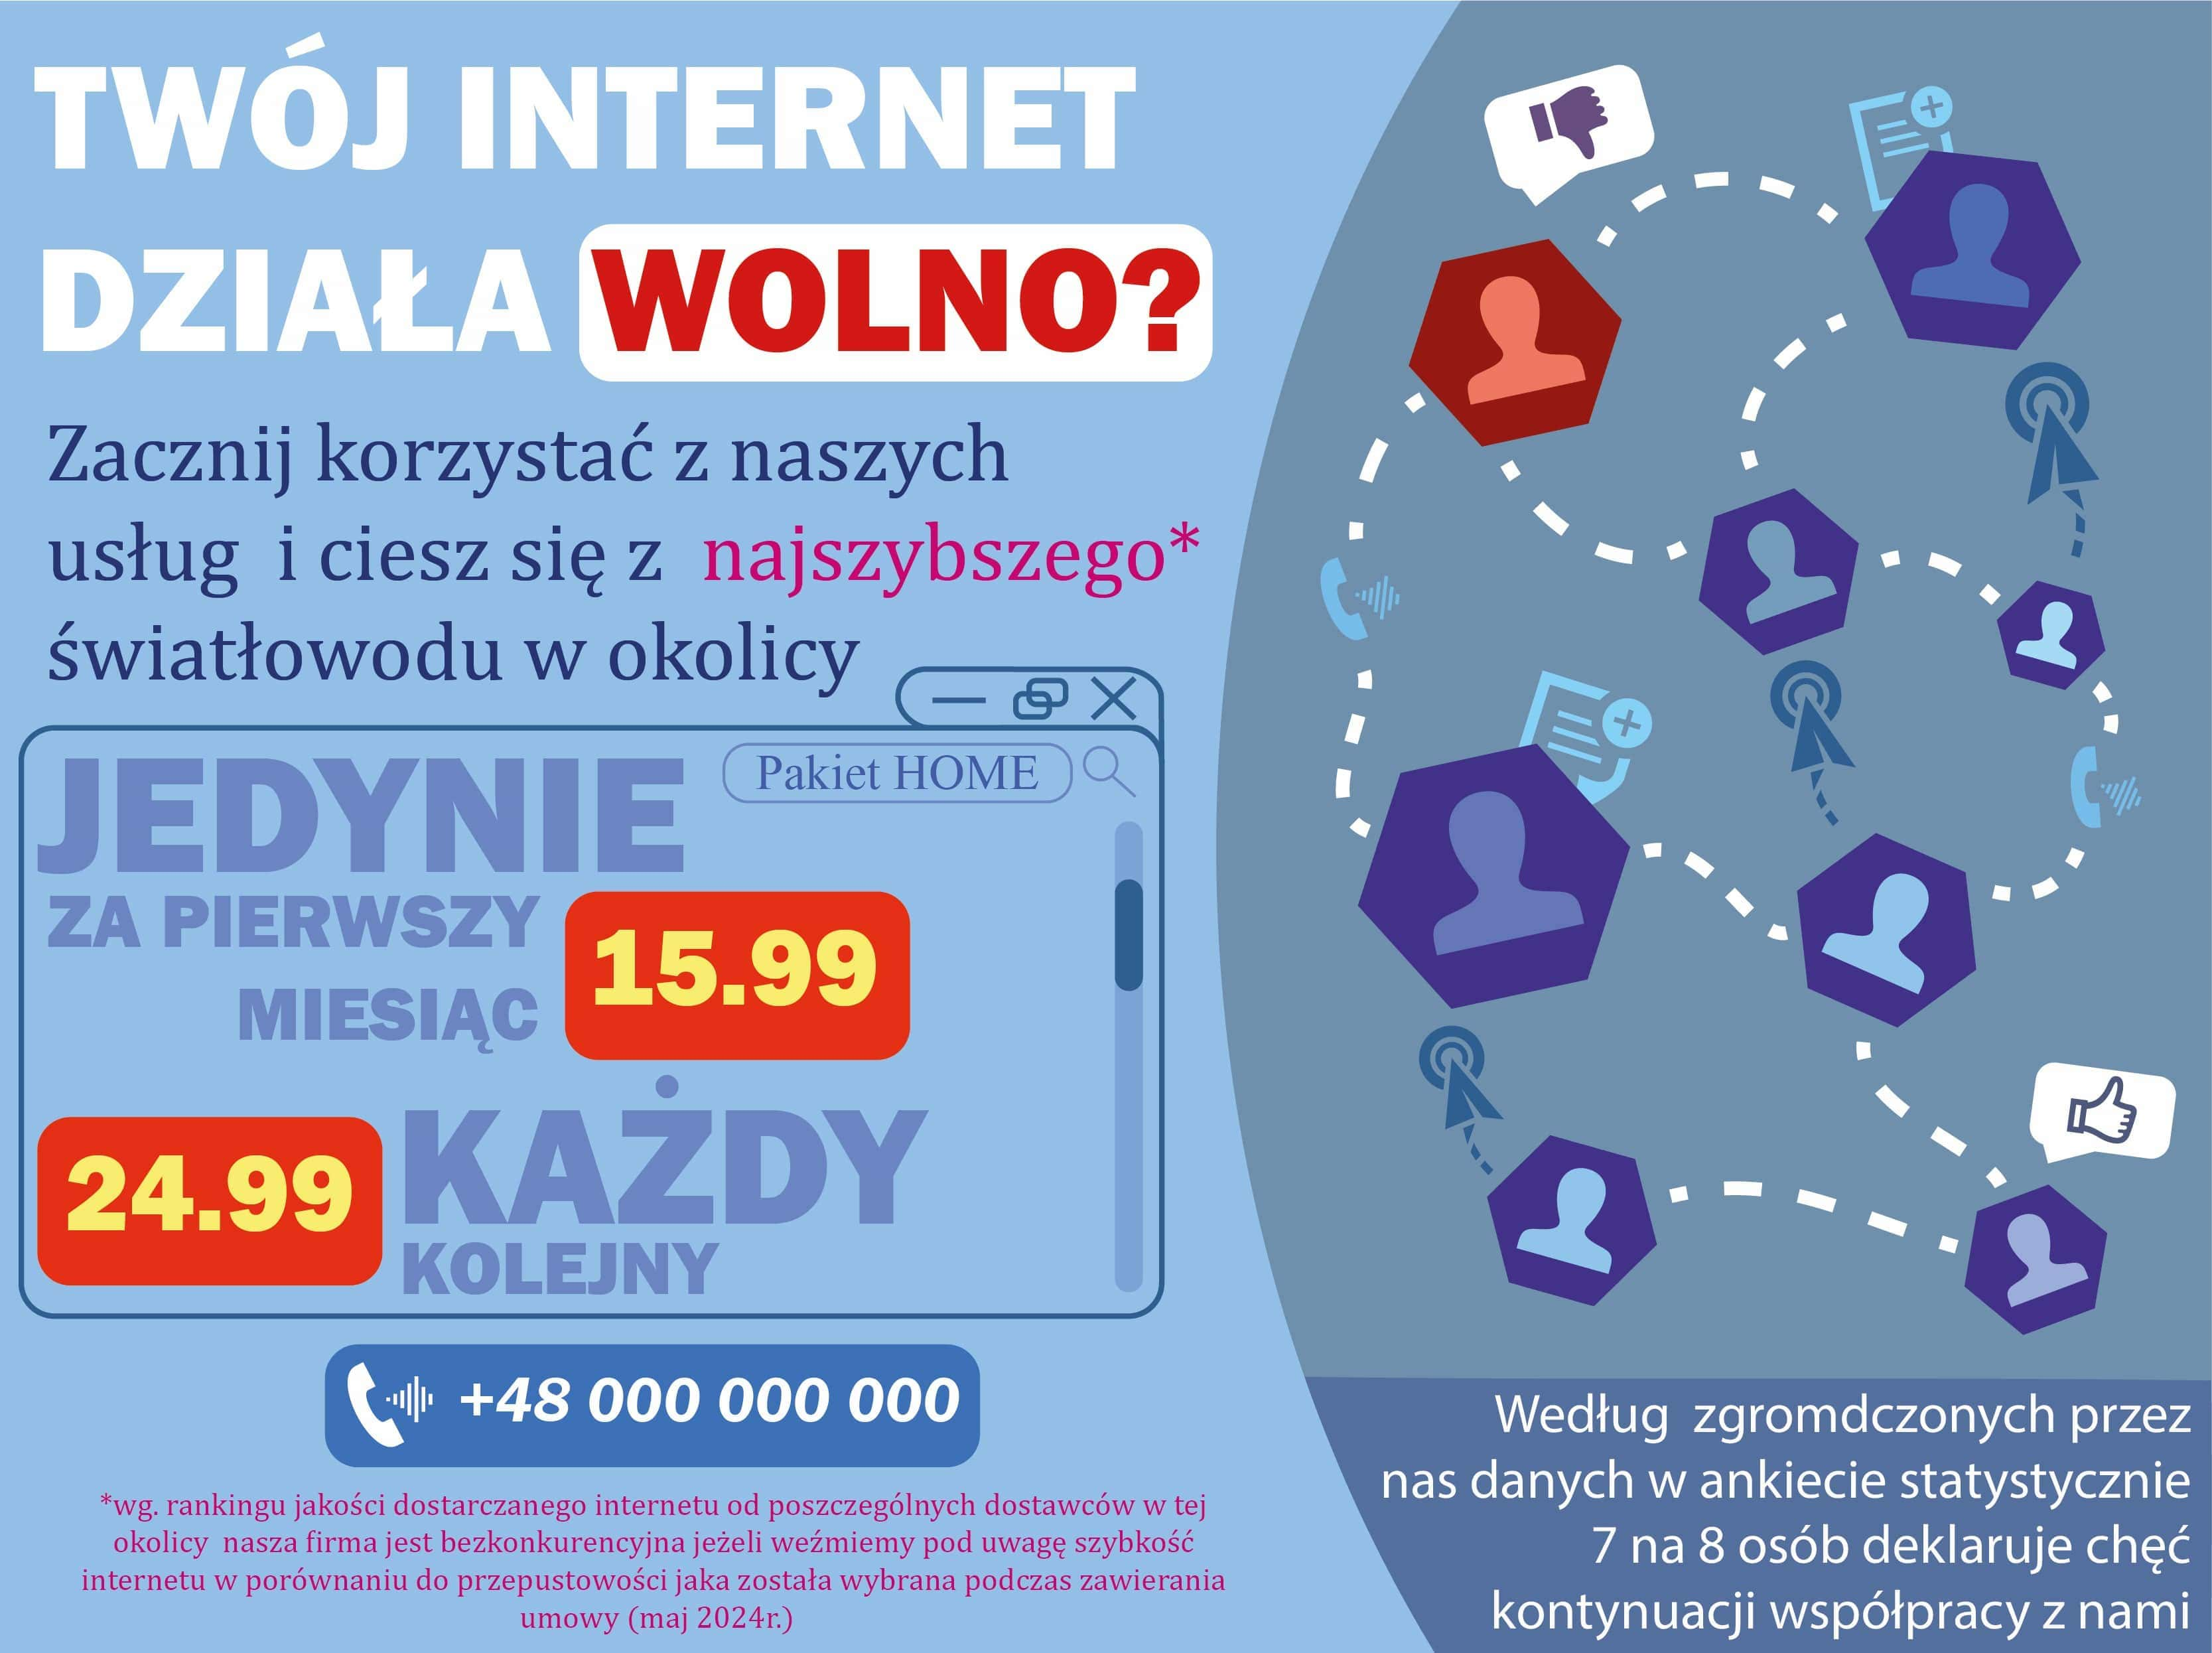 TWÓJ INTERNET
DZIAŁA WOLNO?
Zacznij korzystać z naszych
usług i ciesz się z najszybszego*
światłowodu w okolicy
Pakiet HOME
JEDYNIE
ZA PIERWSZY
MIESIĄC
15.99
24.99
KAŻDY
KOLEJNY
+48 000 000 000
*wg. rankingu jakości dostarczanego internetu od poszczególnych dostawców w tej
okolicy nasza firma jest bezkonkurencyjna jeżeli weźmiemy pod uwagę szybkość
internetu w porównaniu do przepustowości jaka została wybrana podczas zawierania
umowy (maj 2024r.)
Według zgromdczonych przez
nas danych w ankiecie statystycznie
7 na 8 osób deklaruje chęć
kontynuacji współpracy z nami